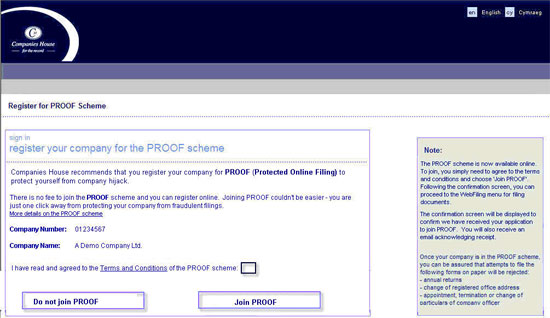 en English cy Cymraeg
Companies House
for the record
Register for PROOF Scheme
sign in
register your company for the PROOF scheme
Companies House recommends that you register your company for PROOF (Protected Online Filing) to
protect yourself from company hijack.
There is no fee to join the PROOF scheme and you can register online. Joining PROOF couldn't be easier - you
are just one click away from protecting your company from fraudulent filings.
More details on the PROOF scheme
Company Number: 01234567
Company Name: A Demo Company Ltd.
I have read and agreed to the Terms and Conditions of the PROOF scheme:
Do not join PROOF
Join PROOF
Note:
The PROOF scheme is now available online.
To join, you simply need to agree to the terms
and conditions and choose 'Join PROOF'.
Following the confirmation screen, you can
proceed to the WebFiling menu for filing
documents.
The confirmation screen will be displayed to
confirm we have received your application
to join PROOF. You will also receive an
email acknowledging receipt.
Once your company is in the PROOF scheme,
you can be assured that attempts to file the
following forms on paper will be rejected:
- annual returns
- change of registered office address
- appointment, termination or change of
particulars of company officer